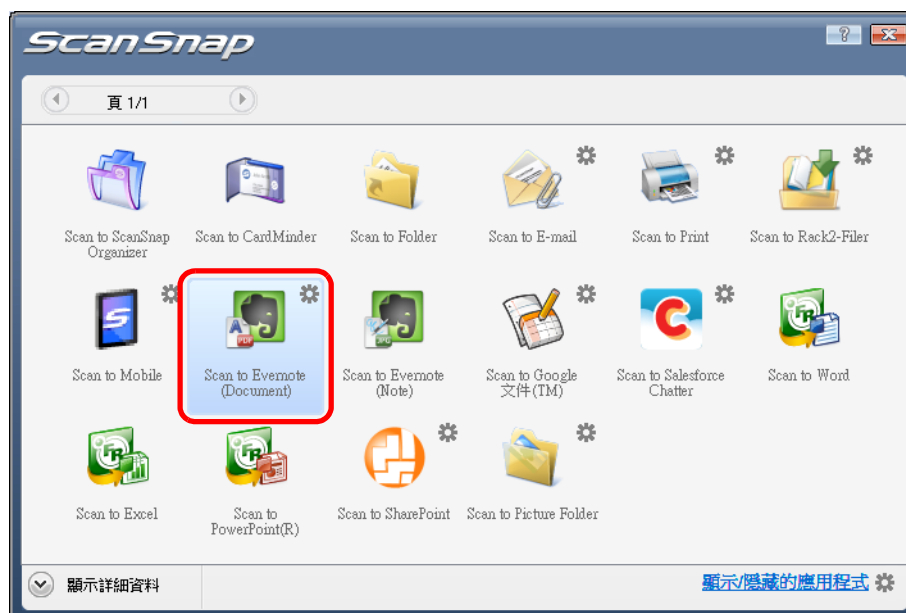 ScanSnap
頁 1/1
Scan to ScanSnap
Organizer
Scan to CardMinder
Scan to Folder
Scan to E-mail
Scan to Print
Scan to Rack2-Filer
Scan to Mobile
Scan to Evernote
(Document)
Scan to Evernote
(Note)
Scan to Google
文件(TM)
Scan to Salesforce
Chatter
Scan to Word
Scan to Excel
Scan to
PowerPoint(R)
Scan to SharePoint
Scan to Picture Folder
顯示詳細資料
顯示/隱藏的應用程式